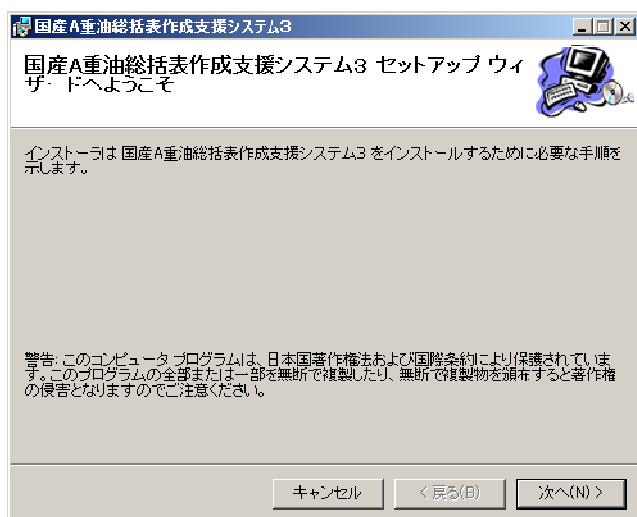 国産A重油総括表作成支援システム3
国産A重油総括表作成支援システム3 セットアップ ウィ
ザードへようこそ
インストーラは 国産A重油総括表作成支援システム3 をインストールするために必要な手順を
示します。
警告: このコンピュータ プログラムは、日本国著作権法および国際条約により保護されていま
す。このプログラムの全部または一部を無断で複製したり、無断で複製物を頒布すると著作権
の侵害となりますのでご注意ください。
キャンセル
< 戻る(B)
次へ(N) >